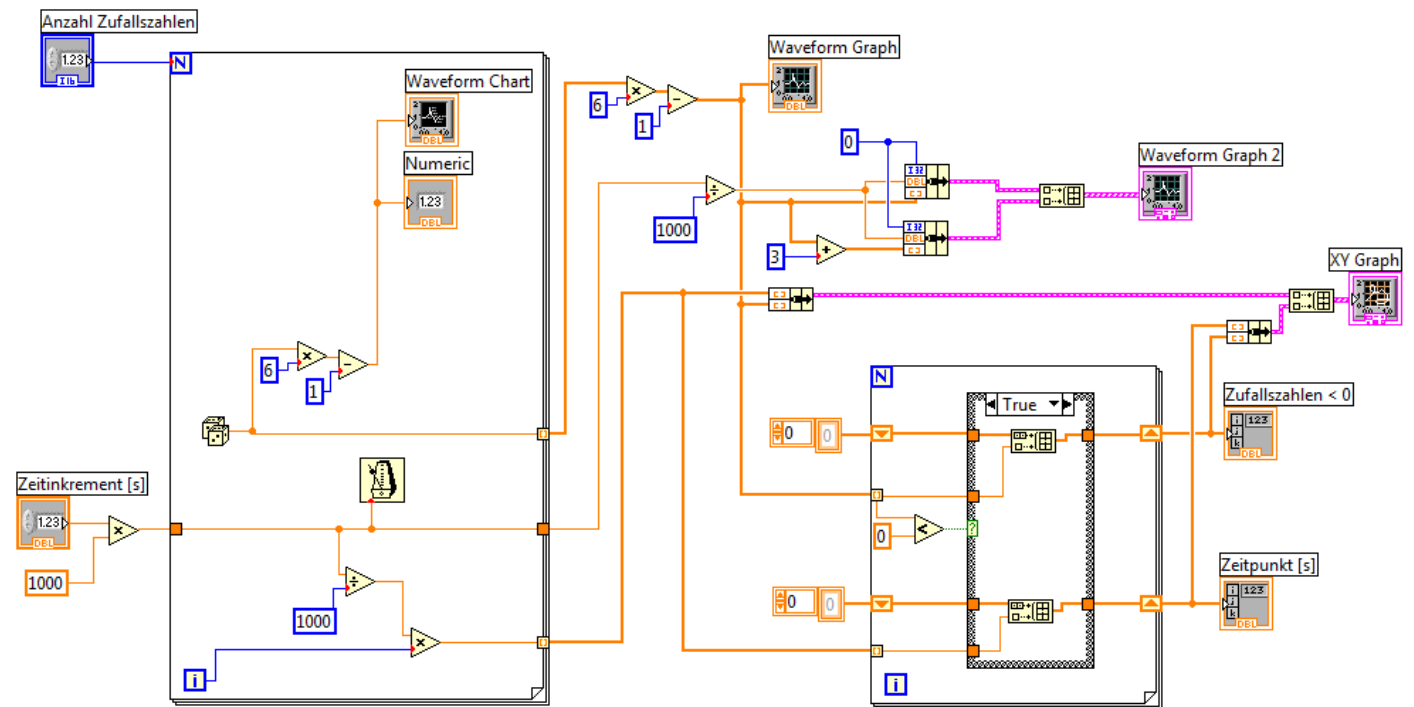 Anzahl Zufallszahlen
1.23
I16
N
Waveform Chart
DBL
Numeric
1.23
DBL
6
1
Zeitinkrement [s]
1.23
DBL
1000
1000
i
6
1
Waveform Graph
DBL
0
I32
DBL
Waveform Graph 2
1000
I32
DBL
3
XY Graph
N
True
0
0
0
Zufallszahlen < 0
i
j
k
123
DBL
?
0
0
Zeitpunkt [s]
i
j
k
123
DBL
i